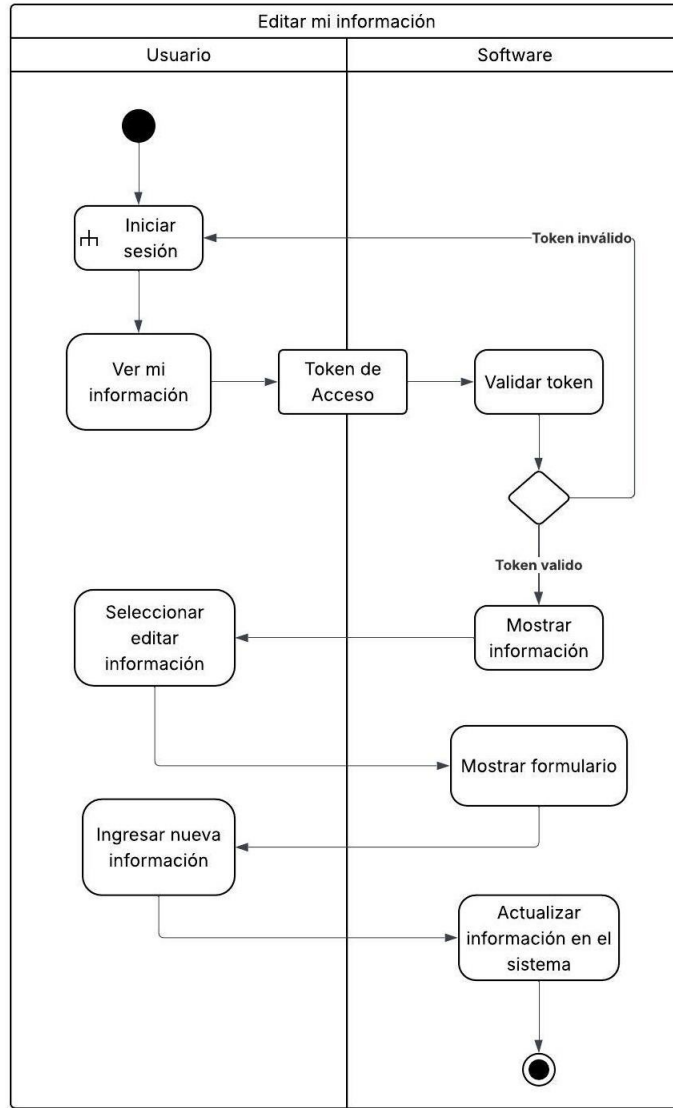 Editar mi información
Usuario
Software
Iniciar
sesión
Token inválido
Ver mi
información
Token de
Acceso
Validar token
Token valido
Mostrar
información
Seleccionar
editar
información
Mostrar formulario
Ingresar nueva
información
Actualizar
información en el
sistema